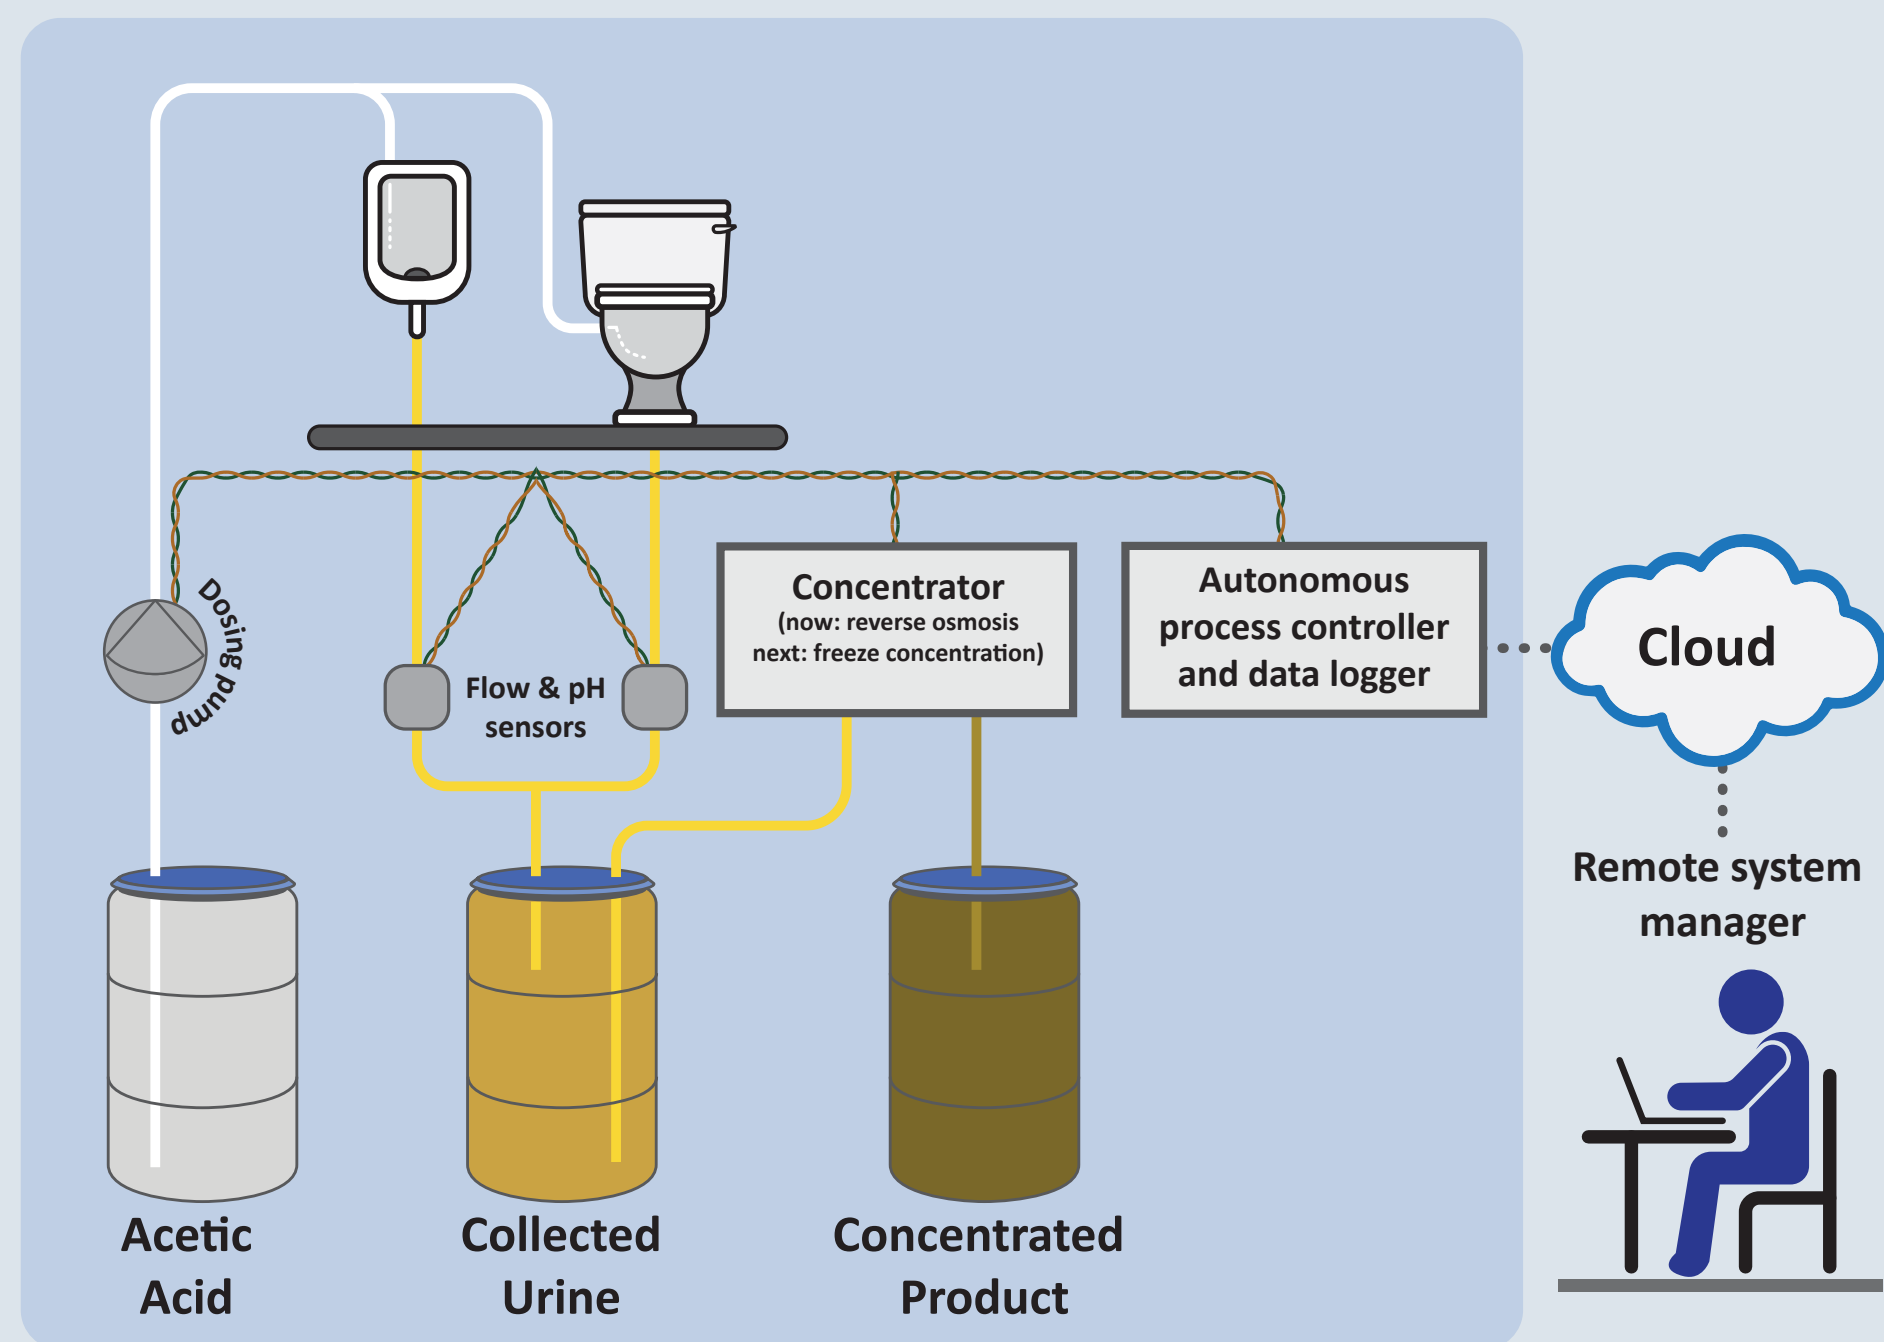 Dosing pump
Flow & pH
sensors
Concentrator
(now: reverse osmosis
next: freeze concentration)
Autonomous
process controller
and data logger
Cloud
Remote system
manager
Acetic
Acid
Collected
Urine
Concentrated
Product